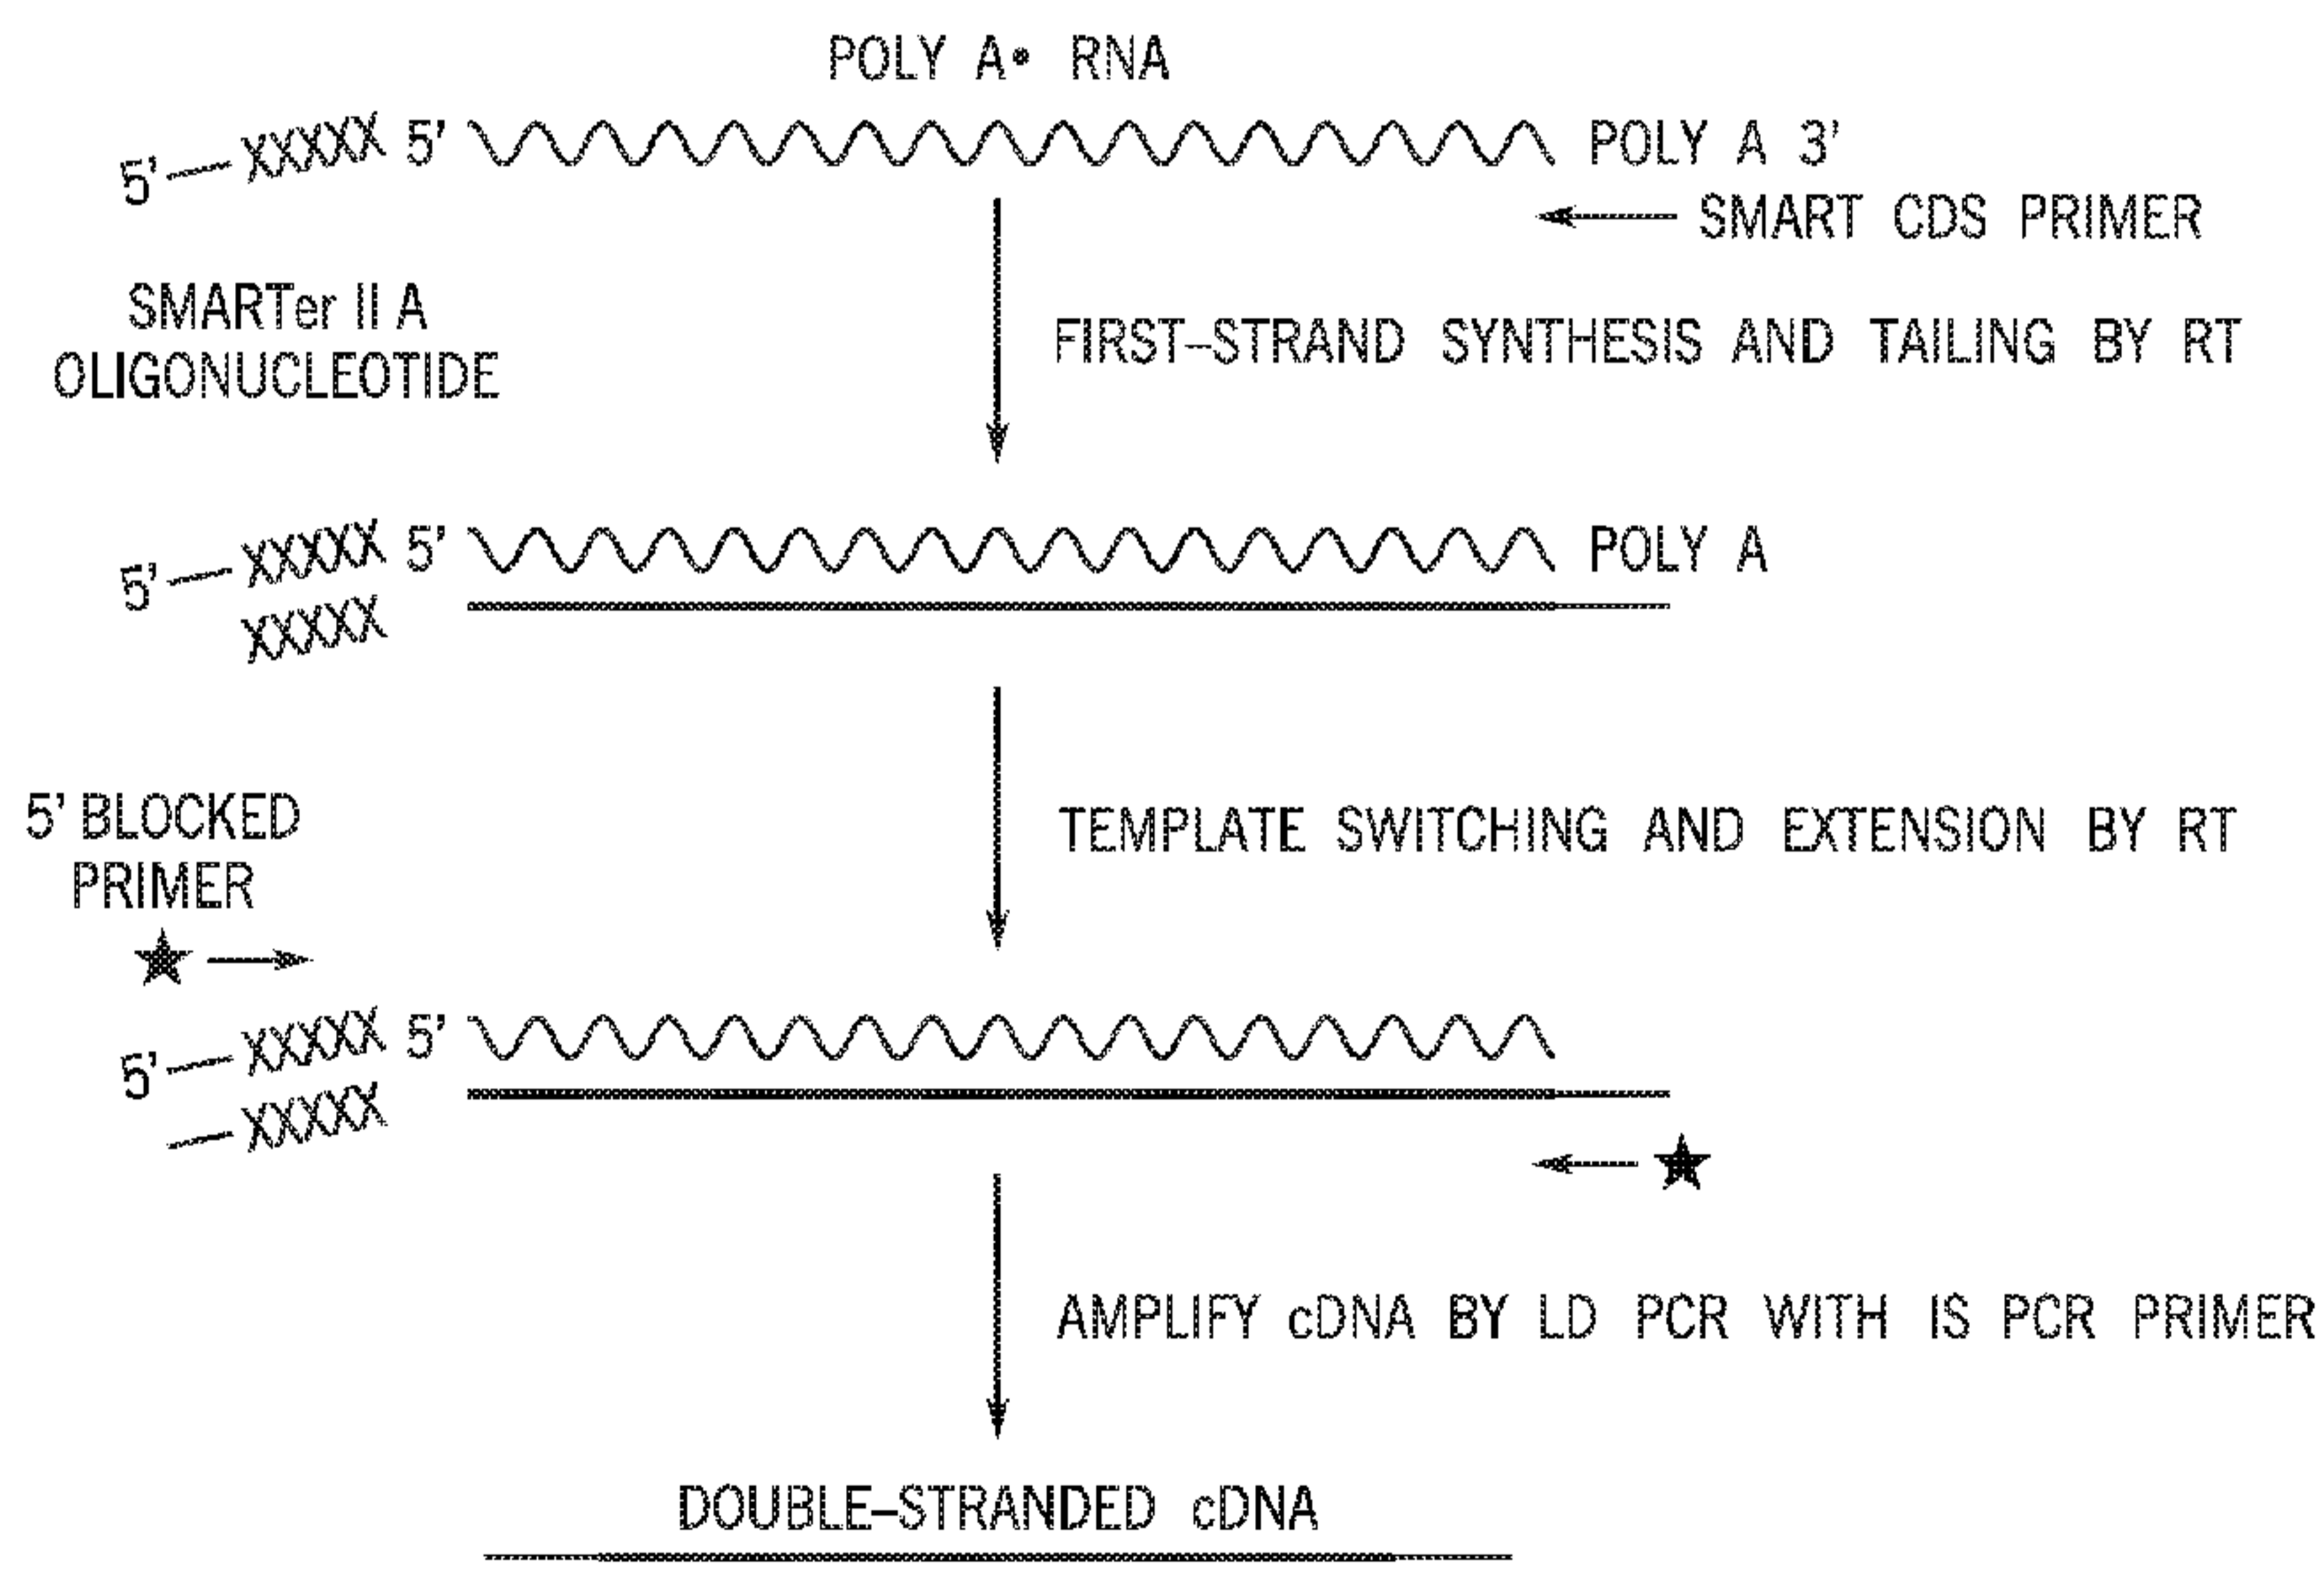 POLY A• RNA
5' XXXXX 5' POLY A 3'
SMART CDS PRIMER
SMARTer II A
OLIGONUCLEOTIDE
FIRST–STRAND SYNTHESIS AND TAILING BY RT
5' XXXXX 5' POLY A
XXXXX
5' BLOCKED
PRIMER
TEMPLATE SWITCHING AND EXTENSION BY RT
5' XXXXX 5'
XXXXX
AMPLIFY cDNA BY LD PCR WITH IS PCR PRIMER
DOUBLE–STRANDED cDNA